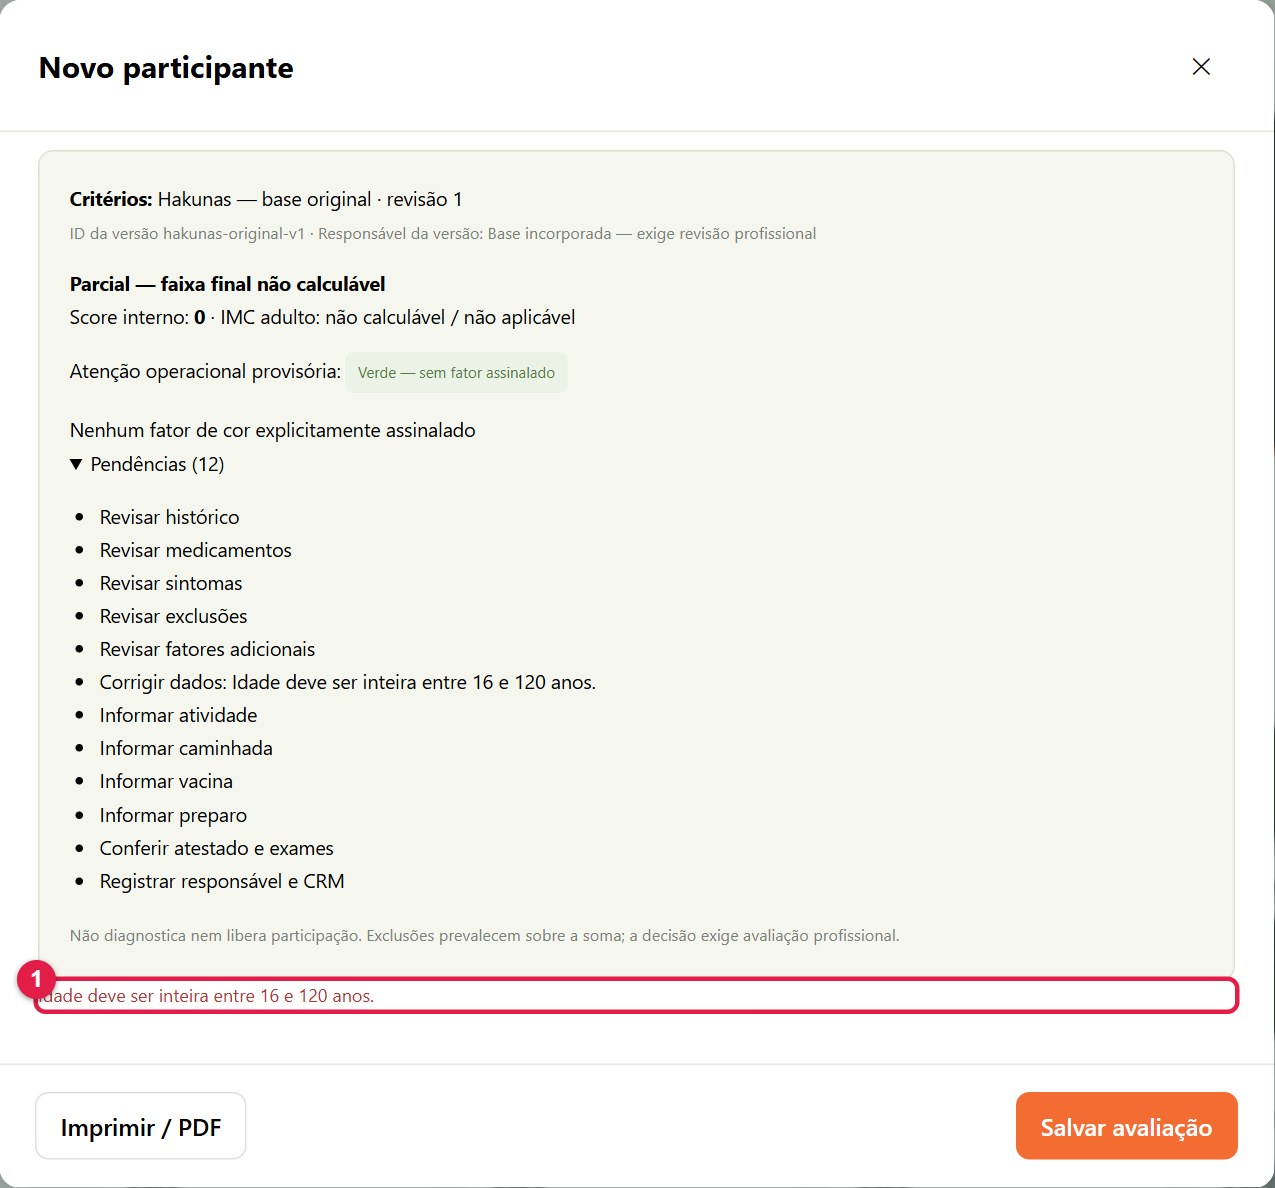 Novo participante
Critérios: Hakunas — base original · revisão 1
ID da versão hakunas-original-v1 · Responsável da versão: Base incorporada — exige revisão profissional
Parcial — faixa final não calculável
Score interno: 0 · IMC adulto: não calculável / não aplicável
Atenção operacional provisória: Verde — sem fator assinalado
Nenhum fator de cor explicitamente assinalado
▼ Pendências (12)
• Revisar histórico
• Revisar medicamentos
• Revisar sintomas
• Revisar exclusões
• Revisar fatores adicionais
• Corrigir dados: Idade deve ser inteira entre 16 e 120 anos.
• Informar atividade
• Informar caminhada
• Informar vacina
• Informar preparo
• Conferir atestado e exames
• Registrar responsável e CRM
Não diagnostica nem libera participação. Exclusões prevalecem sobre a soma; a decisão exige avaliação profissional.
1
Idade deve ser inteira entre 16 e 120 anos.
Imprimir / PDF
Salvar avaliação